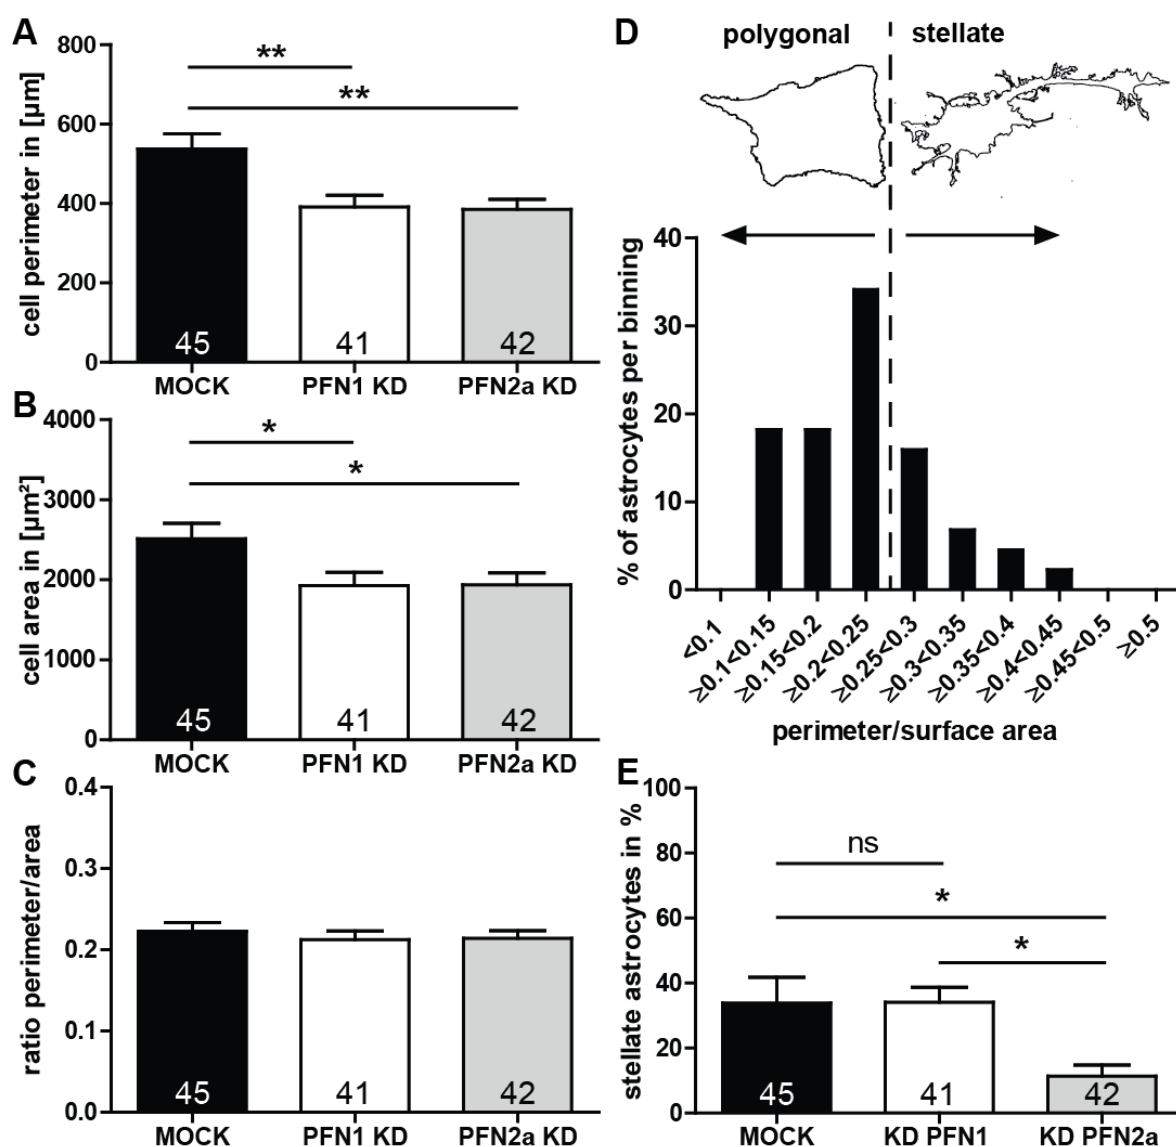 A
cell perimeter in [µm]
800
600
400
200
0
**
**
45
41
42
MOCK
PFN1 KD
PFN2a KD
B
cell area in [µm²]
4000
3000
2000
1000
0
*
*
45
41
42
MOCK
PFN1 KD
PFN2a KD
C
ratio perimeter/area
0.4
0.3
0.2
0.1
0.0
45
41
42
MOCK
PFN1 KD
PFN2a KD
D
polygonal
stellate
% of astrocytes per binning
40
30
20
10
0
<0.1
≥0.1<0.15
≥0.15<0.2
≥0.2<0.25
≥0.25<0.3
≥0.3<0.35
≥0.35<0.4
≥0.4<0.45
≥0.45<0.5
≥0.5
perimeter/surface area
E
stellate astrocytes in %
100
80
60
40
20
0
ns
*
*
45
41
42
MOCK
KD PFN1
KD PFN2a